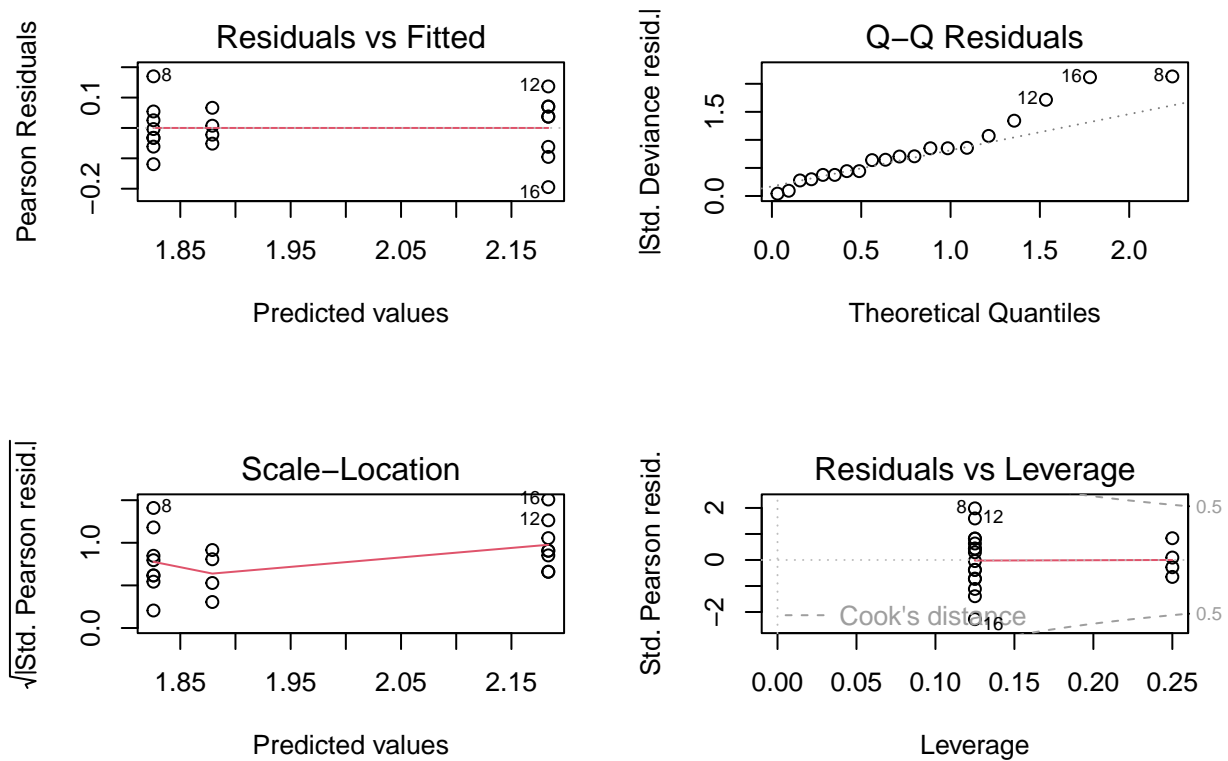 Residuals vs Fitted
Pearson Residuals
0.1
−0.2
8
12
16
1.85 1.95 2.05 2.15
Predicted values
Q−Q Residuals
|Std. Deviance resid.|
1.5
0.0
12
16
8
0.0 0.5 1.0 1.5 2.0
Theoretical Quantiles
Scale−Location
√|Std. Pearson resid.|
1.0
0.0
8
16
12
1.85 1.95 2.05 2.15
Predicted values
Residuals vs Leverage
Std. Pearson resid.
2
0
−2
8
12
16
0.5
0.5
Cook's distance
0.00 0.05 0.10 0.15 0.20 0.25
Leverage